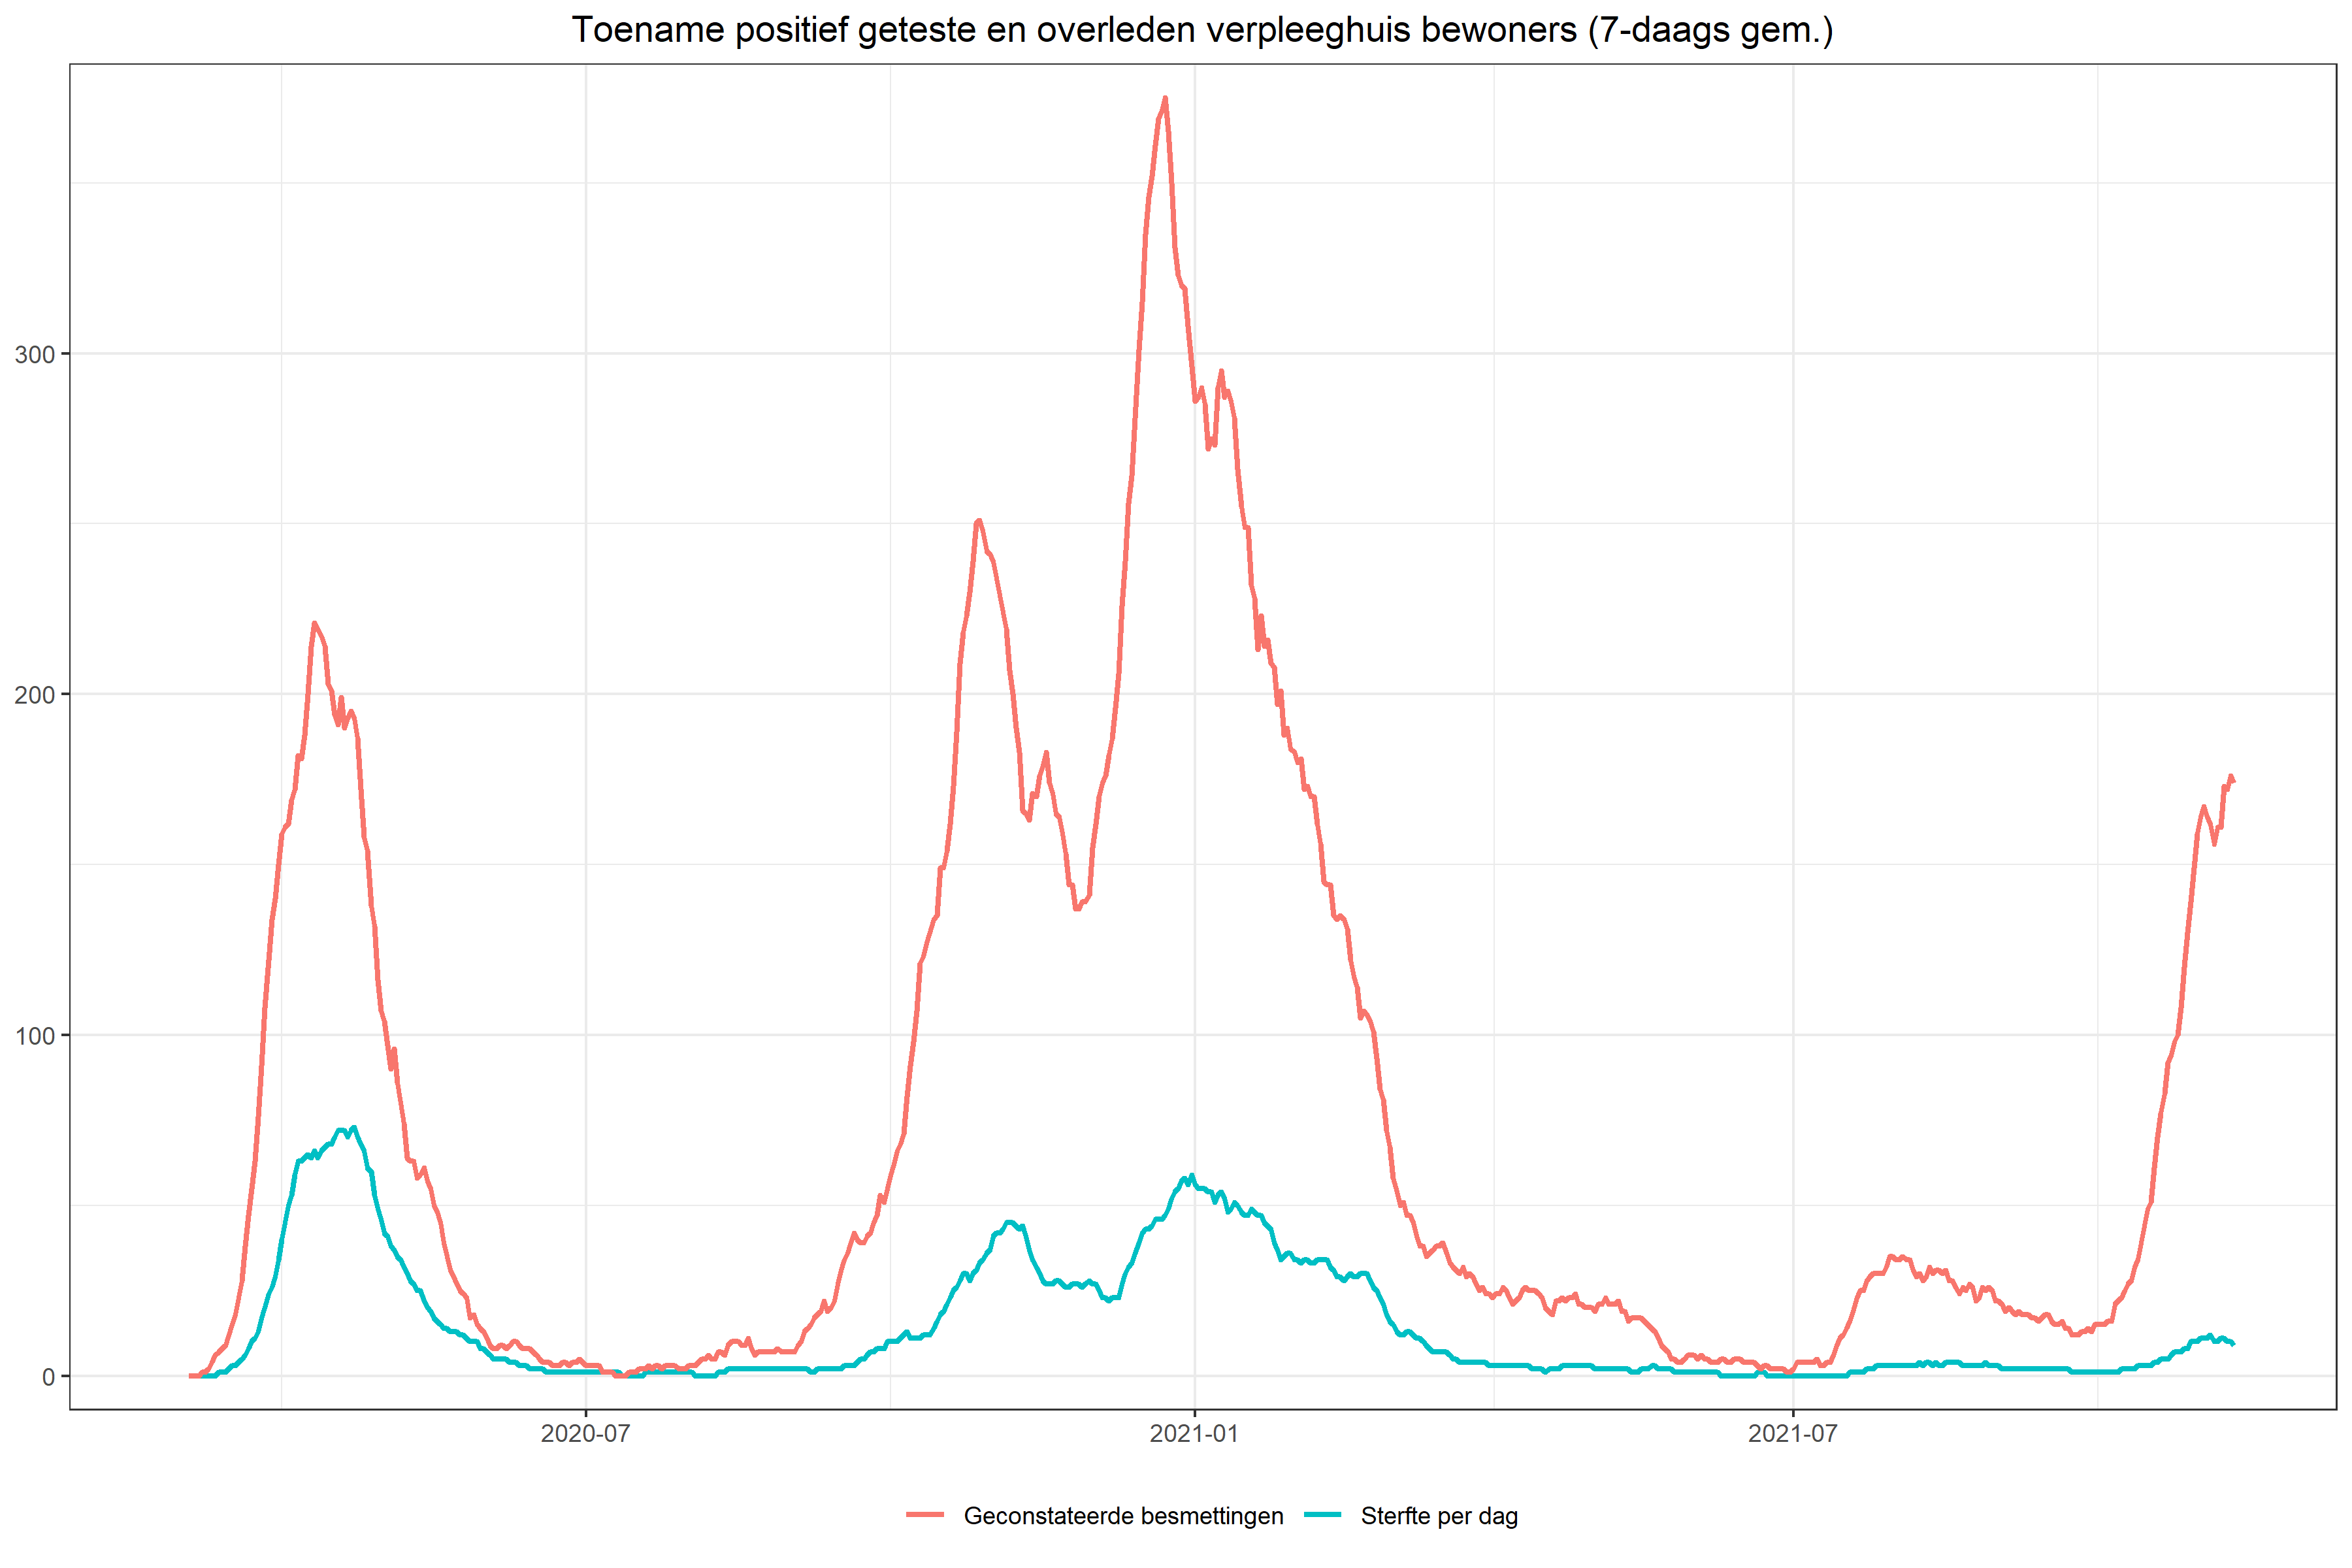 Toename positief geteste en overleden verpleeghuis bewoners (7-daags gem.)
300
200
100
0
2020-07 2021-01 2021-07
Geconstateerde besmettingen Sterfte per dag